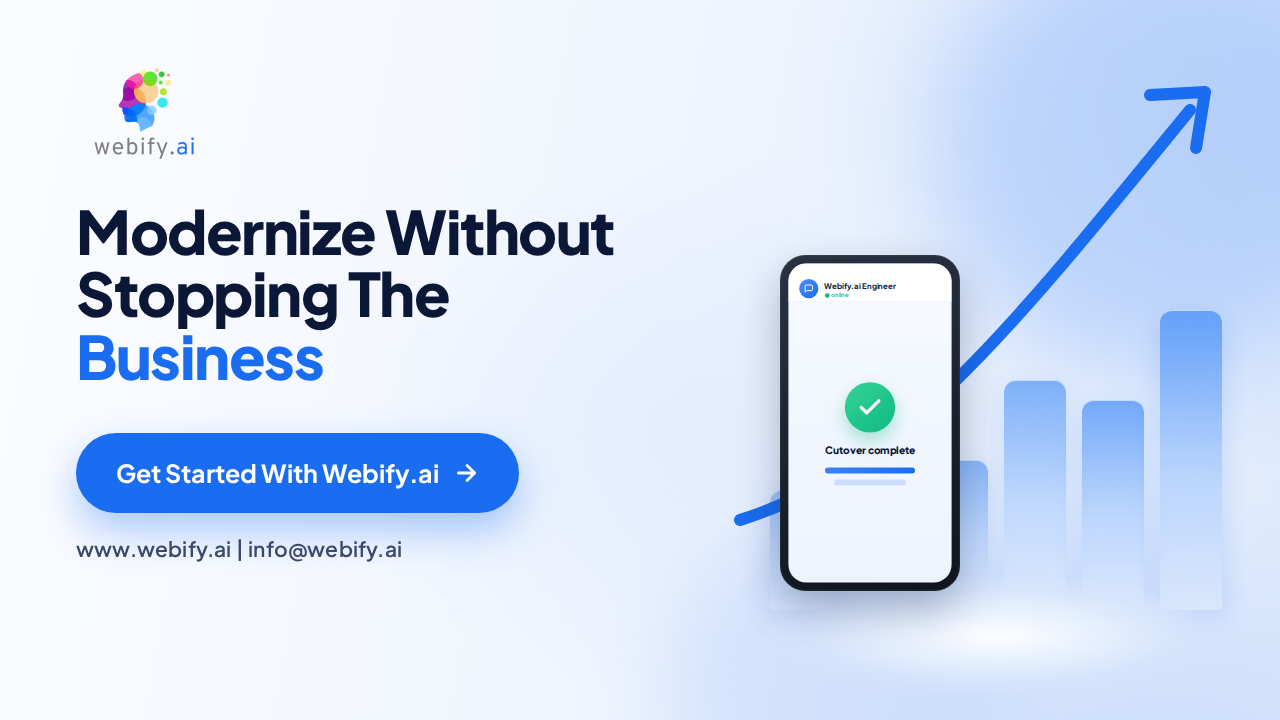 webify.ai
Modernize Without
Stopping The
Business
Get Started With Webify.ai
www.webify.ai | info@webify.ai
Webify.ai Engineer
online
Cutover complete